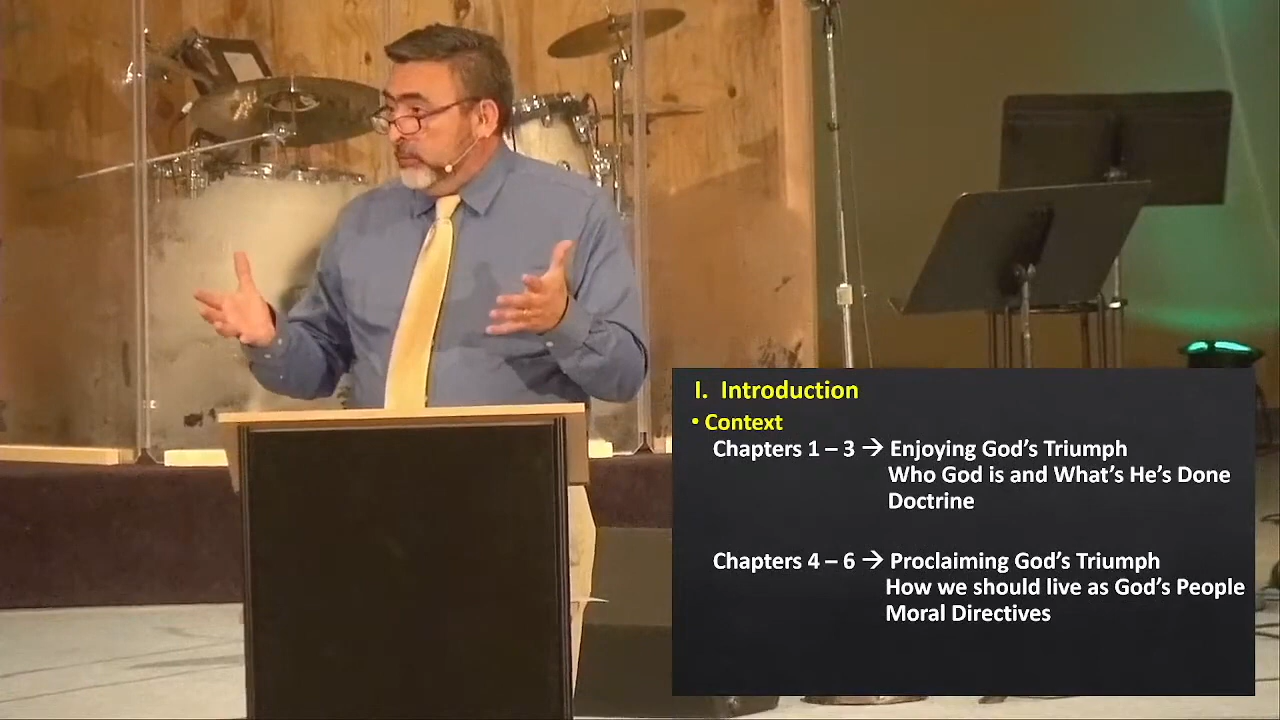 I. Introduction
• Context
Chapters 1 – 3 → Enjoying God's Triumph
Who God is and What's He's Done
Doctrine
Chapters 4 – 6 → Proclaiming God's Triumph
How we should live as God's People
Moral Directives